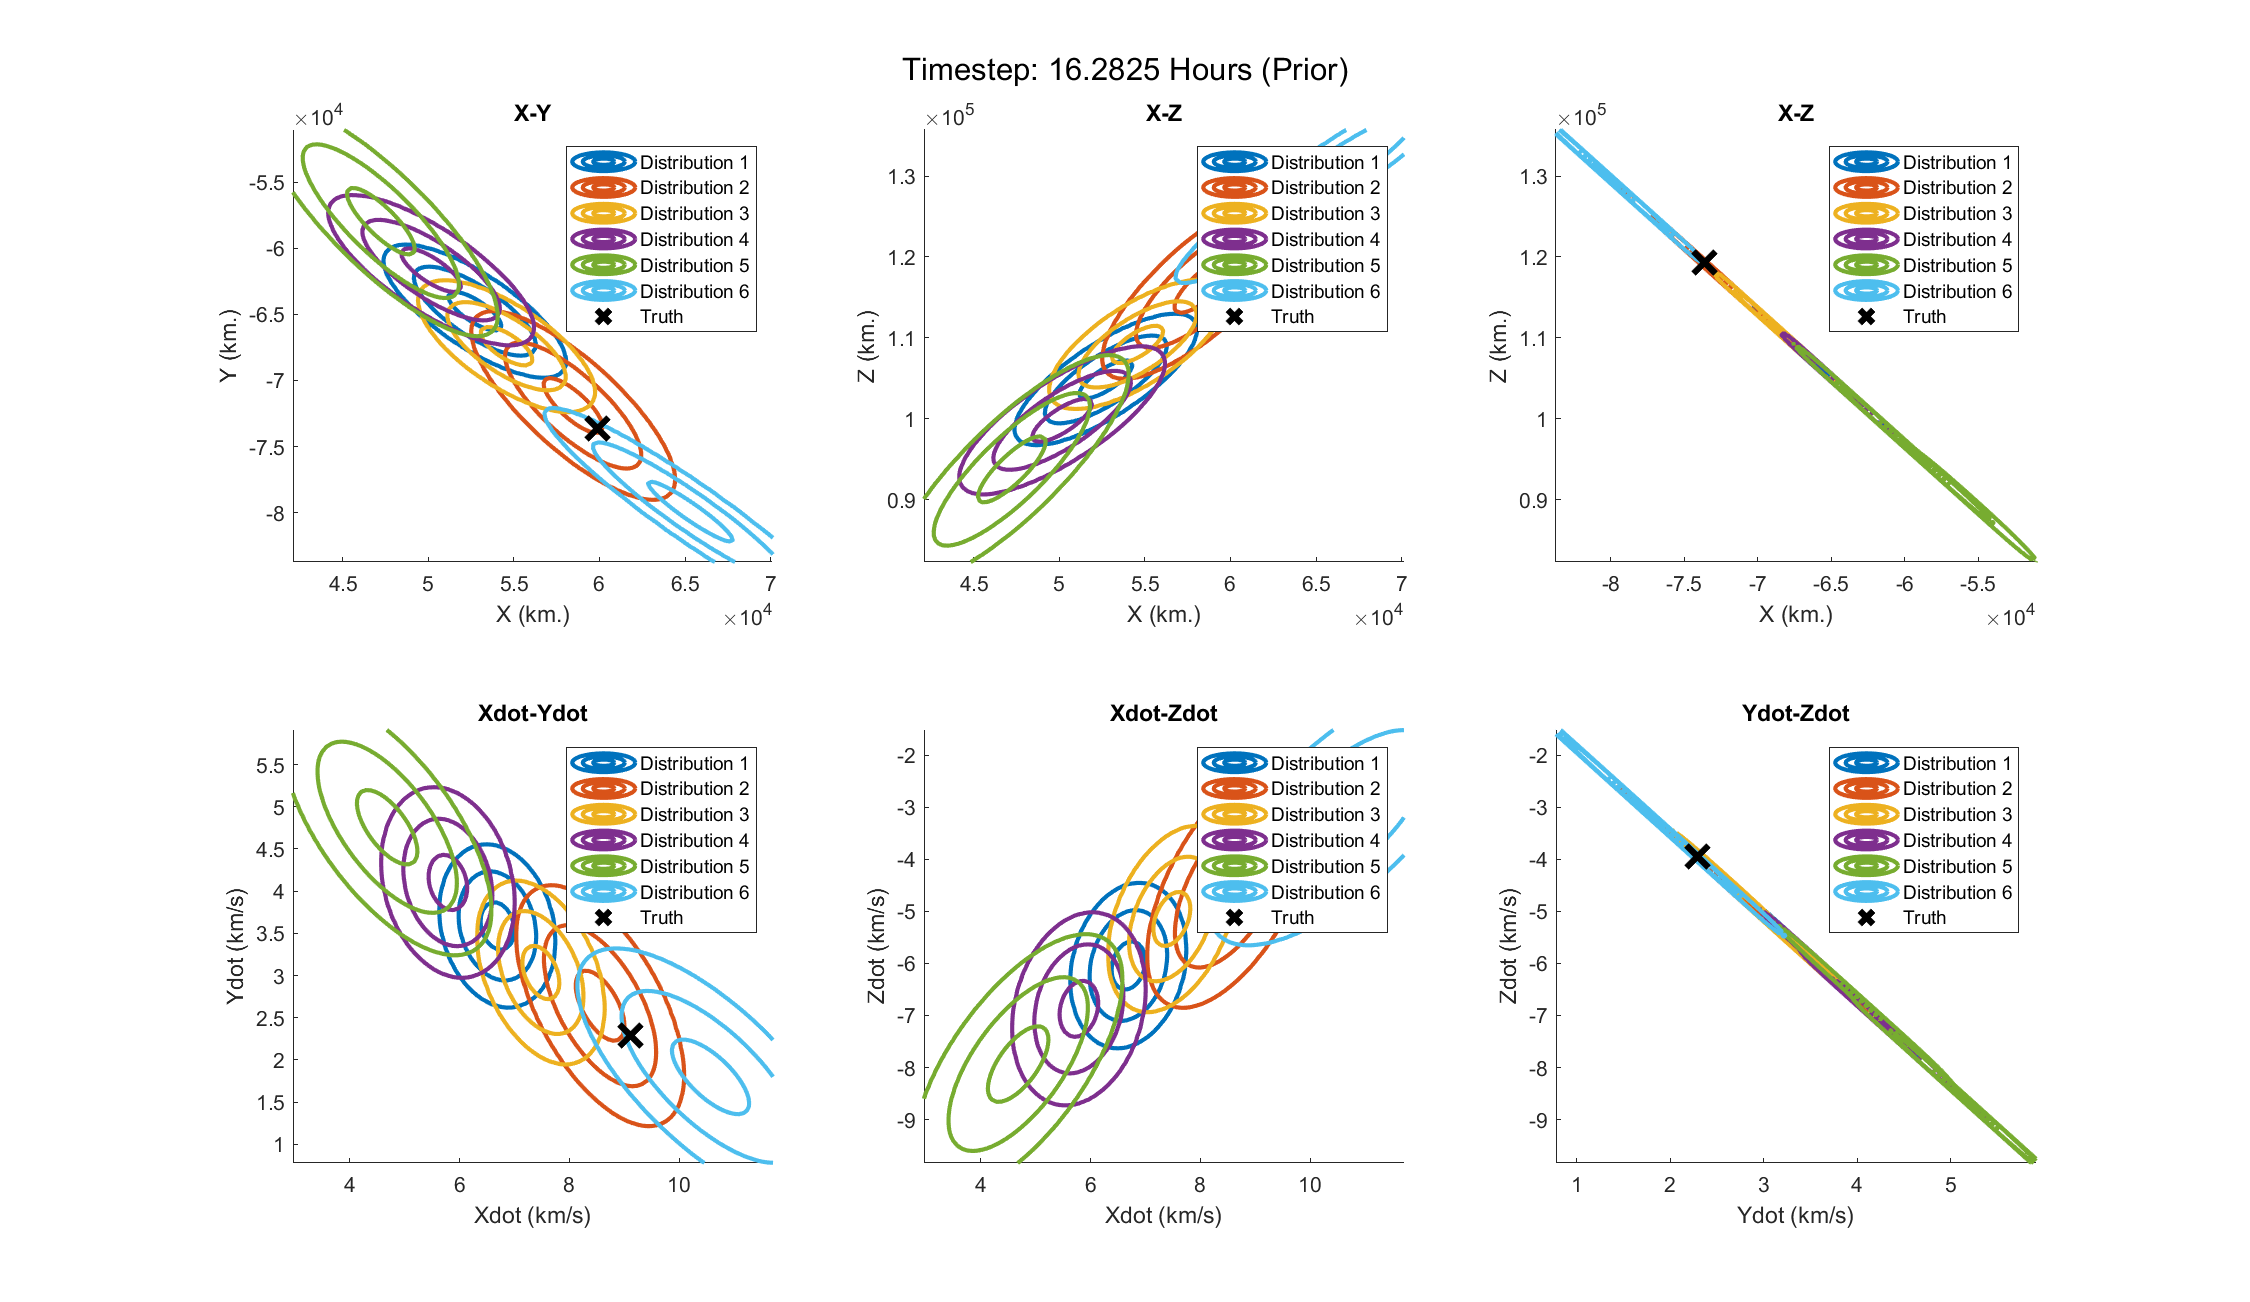 Timestep: 16.2825 Hours (Prior)
X-Y
×10^4
-5.5
-6
-6.5
-7
-7.5
-8
Y (km.)
4.5 5 5.5 6 6.5 7
×10^4
X (km.)
Distribution 1
Distribution 2
Distribution 3
Distribution 4
Distribution 5
Distribution 6
Truth
X-Z
×10^5
1.3
1.2
1.1
1
0.9
Z (km.)
4.5 5 5.5 6 6.5 7
×10^4
X (km.)
Distribution 1
Distribution 2
Distribution 3
Distribution 4
Distribution 5
Distribution 6
Truth
X-Z
×10^5
1.3
1.2
1.1
1
0.9
Z (km.)
-8 -7.5 -7 -6.5 -6 -5.5
×10^4
X (km.)
Distribution 1
Distribution 2
Distribution 3
Distribution 4
Distribution 5
Distribution 6
Truth
Xdot-Ydot
5.5
5
4.5
4
3.5
3
2.5
2
1.5
1
Ydot (km/s)
4 6 8 10
Xdot (km/s)
Distribution 1
Distribution 2
Distribution 3
Distribution 4
Distribution 5
Distribution 6
Truth
Xdot-Zdot
-2
-3
-4
-5
-6
-7
-8
-9
Zdot (km/s)
4 6 8 10
Xdot (km/s)
Distribution 1
Distribution 2
Distribution 3
Distribution 4
Distribution 5
Distribution 6
Truth
Ydot-Zdot
-2
-3
-4
-5
-6
-7
-8
-9
Zdot (km/s)
1 2 3 4 5
Ydot (km/s)
Distribution 1
Distribution 2
Distribution 3
Distribution 4
Distribution 5
Distribution 6
Truth